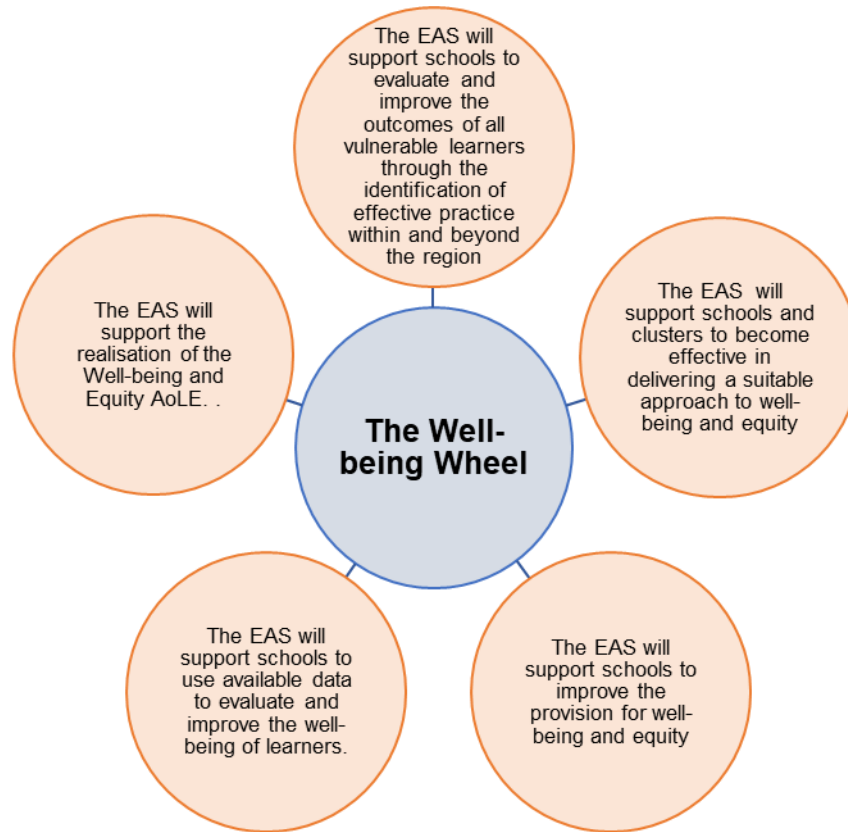 The EAS will
support schools to
evaluate and
improve the
outcomes of all
vulnerable learners
through the
identification of
effective practice
within and beyond
the region
The EAS will
support schools and
clusters to become
effective in
delivering a suitable
approach to well-
being and equity
The EAS will
support schools to
improve the
provision for well-
being and equity
The EAS will
support schools to
use available data
to evaluate and
improve the well-
being of learners.
The EAS will
support the
realisation of the
Well-being and
Equity AoLE. .
The Well-
being Wheel